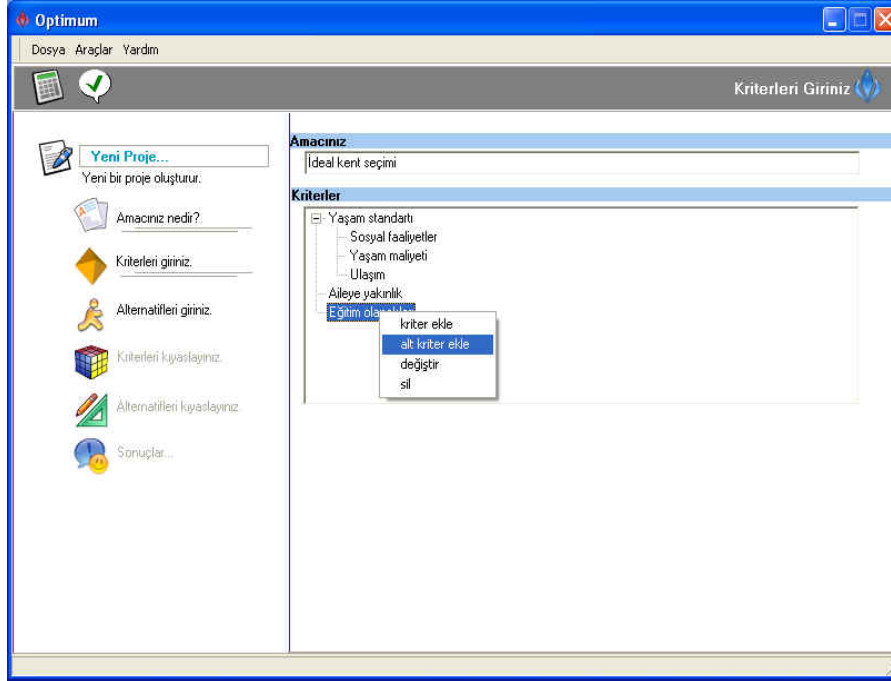 Optimum
Dosya Araçlar Yardım
Kriterleri Giriniz
Yeni Proje...
Yeni bir proje oluşturur.
Amacınız nedir?
Kriterleri giriniz.
Alternatifleri giriniz.
Kriterleri kıyaslayınız.
Alternatifleri kıyaslayınız
Sonuçlar...
Amacınız
İdeal kent seçimi
Kriterler
Yaşam standartı
Sosyal faaliyetler
Yaşam maliyeti
Ulaşım
Aileye yakınlık
Eğitim
kriter ekle
alt kriter ekle
değiştir
sil